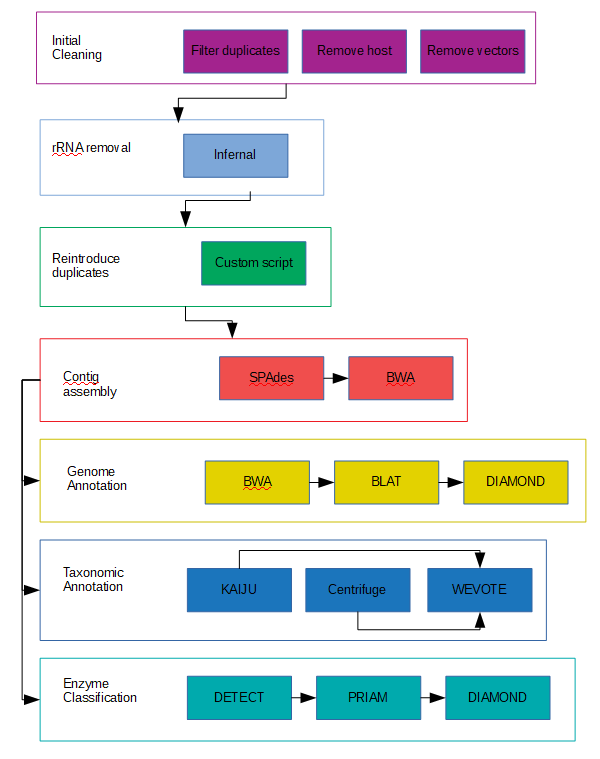 Initial
Cleaning
Filter duplicates
Remove host
Remove vectors
rRNA removal
Infernal
Reintroduce
duplicates
Custom script
Contig
assembly
SPAdes
BWA
Genome
Annotation
BWA
BLAT
DIAMOND
Taxonomic
Annotation
KAIJU
Centrifuge
WEVOTE
Enzyme
Classification
DETECT
PRIAM
DIAMOND